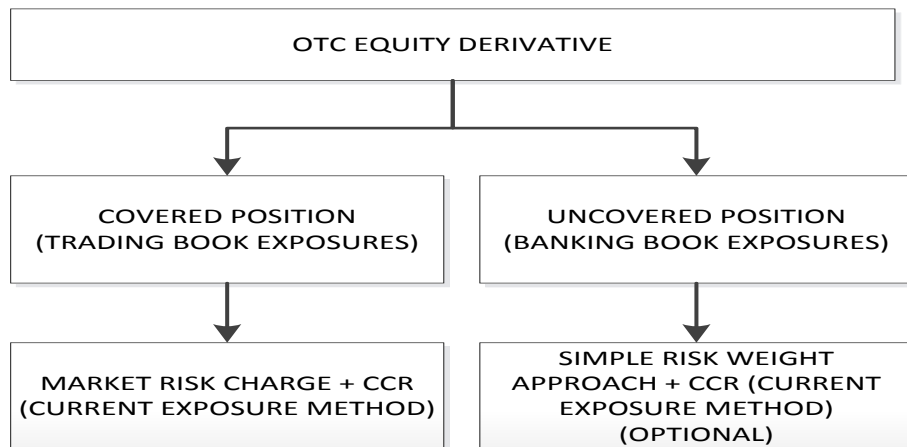 OTC EQUITY DERIVATIVE
COVERED POSITION
(TRADING BOOK EXPOSURES)
UNCOVERED POSITION
(BANKING BOOK EXPOSURES)
MARKET RISK CHARGE + CCR
(CURRENT EXPOSURE METHOD)
SIMPLE RISK WEIGHT
APPROACH + CCR (CURRENT
EXPOSURE METHOD)
(OPTIONAL)